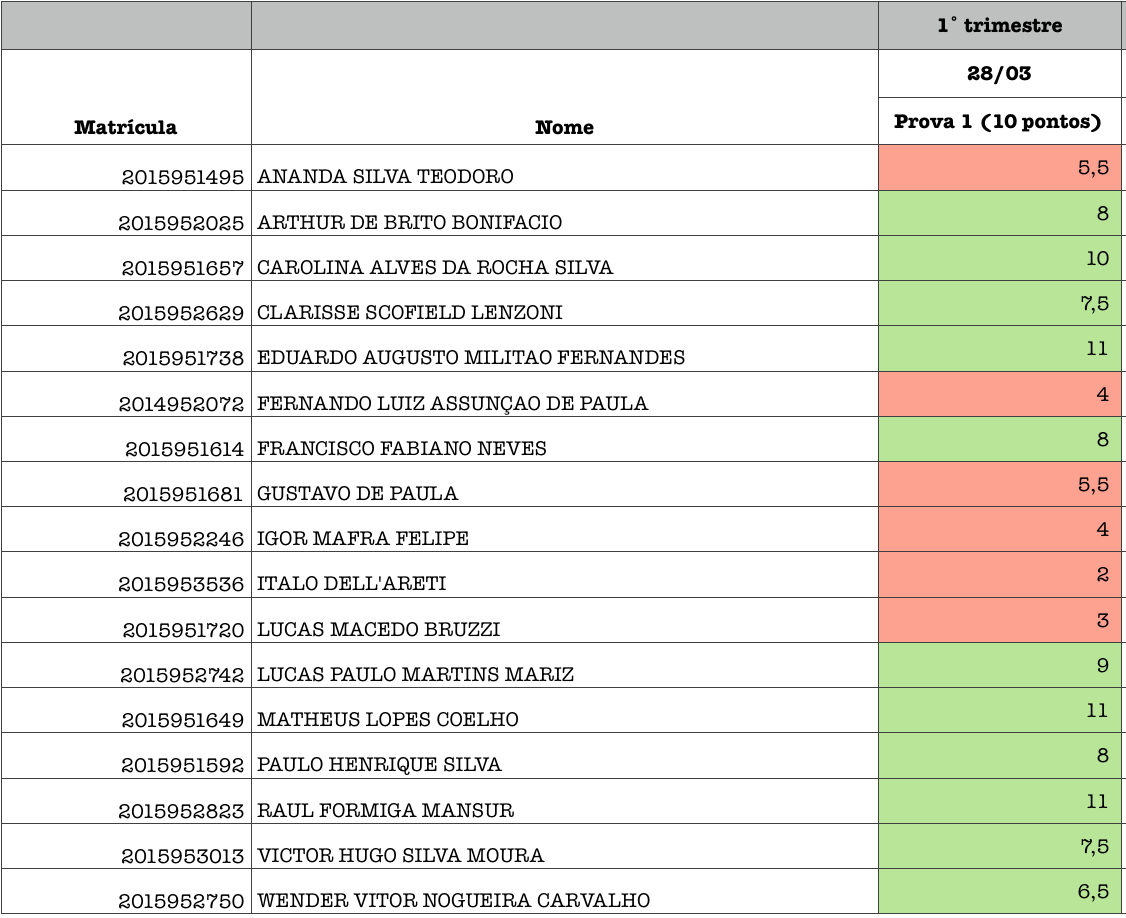 1° trimestre
28/03
Matrícula Nome Prova 1 (10 pontos)
2015951495 ANANDA SILVA TEODORO 5,5
2015952025 ARTHUR DE BRITO BONIFACIO 8
2015951657 CAROLINA ALVES DA ROCHA SILVA 10
2015952629 CLARISSE SCOFIELD LENZONI 7,5
2015951738 EDUARDO AUGUSTO MILITAO FERNANDES 11
2014952072 FERNANDO LUIZ ASSUNÇAO DE PAULA 4
2015951614 FRANCISCO FABIANO NEVES 8
2015951681 GUSTAVO DE PAULA 5,5
2015952246 IGOR MAFRA FELIPE 4
2015953536 ITALO DELL'ARETI 2
2015951720 LUCAS MACEDO BRUZZI 3
2015952742 LUCAS PAULO MARTINS MARIZ 9
2015951649 MATHEUS LOPES COELHO 11
2015951592 PAULO HENRIQUE SILVA 8
2015952823 RAUL FORMIGA MANSUR 11
2015953013 VICTOR HUGO SILVA MOURA 7,5
2015952750 WENDER VITOR NOGUEIRA CARVALHO 6,5